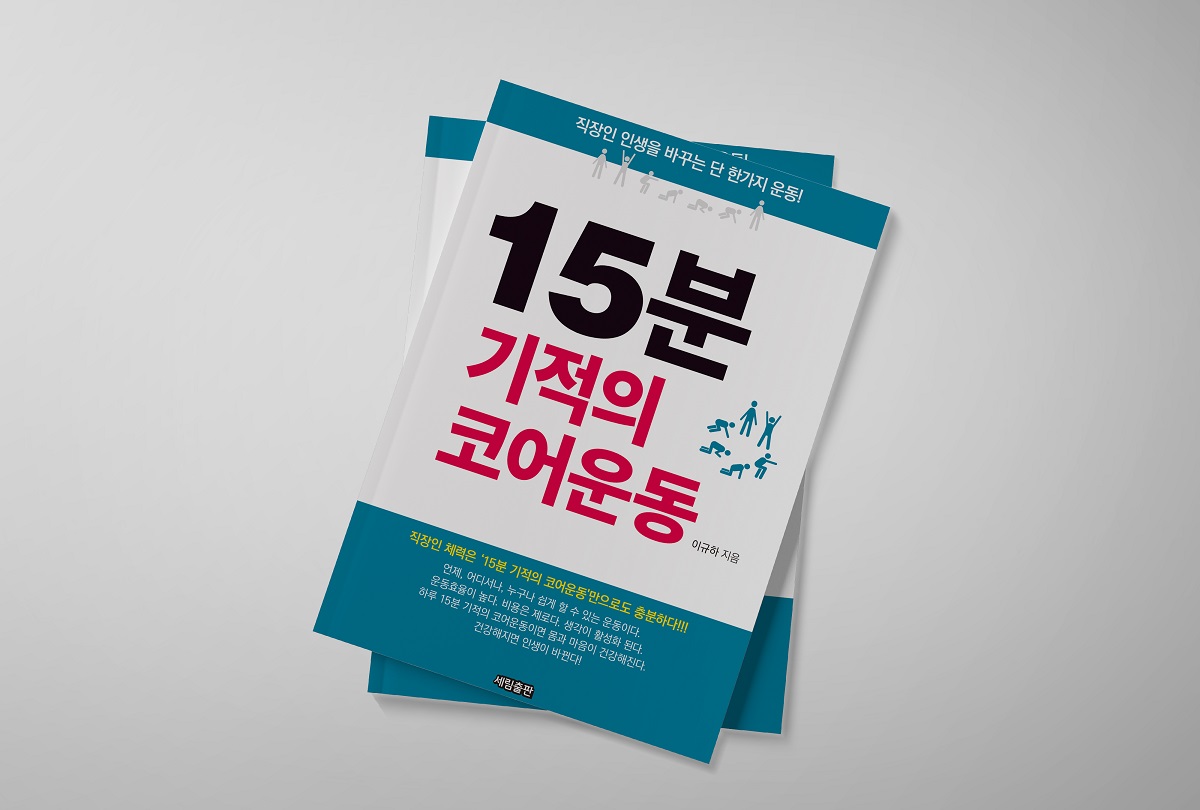 직장인 인생을 바꾸는 단 한가지 운동!
15분
기적의
코어운동
이규하 지음
직장인 체력은 '15분 기적의 코어운동'만으로도 충분하다!!!
언제, 어디서나, 누구나 쉽게 할 수 있는 운동이다.
운동효율이 높다. 비용은 제로다. 생각이 활성화 된다.
하루 15분 기적의 코어운동이면 몸과 마음이 건강해진다.
건강해지면 인생이 바뀐다!
세림출판